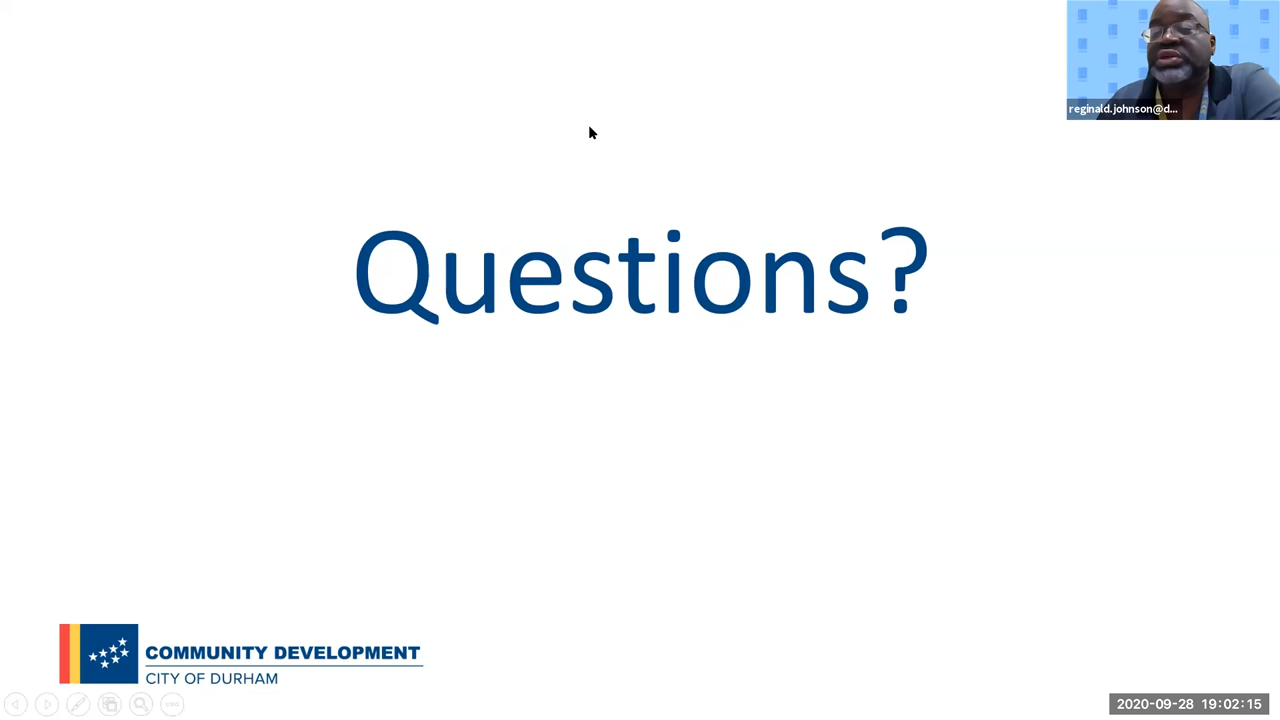 reginald.johnson@d...
Questions?
COMMUNITY DEVELOPMENT
CITY OF DURHAM
2020-09-28 19:02:15